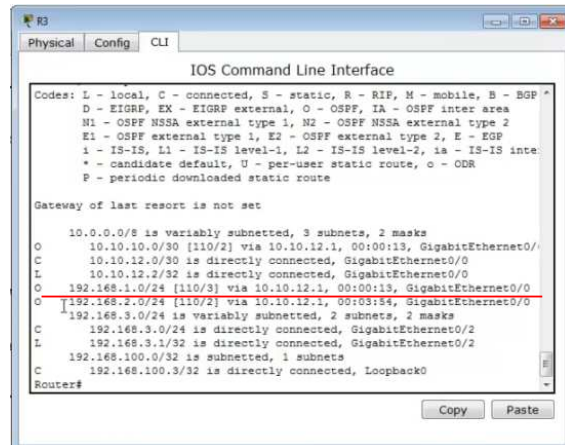 R3
Physical Config CLI
IOS Command Line Interface
Codes: L - local, C - connected, S - static, R - RIP, M - mobile, B - BGP
D - EIGRP, EX - EIGRP external, O - OSPF, IA - OSPF inter area
N1 - OSPF NSSA external type 1, N2 - OSPF NSSA external type 2
E1 - OSPF external type 1, E2 - OSPF external type 2, E - EGP
i - IS-IS, L1 - IS-IS level-1, L2 - IS-IS level-2, ia - IS-IS inte
* - candidate default, U - per-user static route, o - ODR
P - periodic downloaded static route
Gateway of last resort is not set
10.0.0.0/8 is variably subnetted, 3 subnets, 2 masks
O 10.10.10.0/30 [110/2] via 10.10.12.1, 00:00:13, GigabitEthernet0/
C 10.10.12.0/30 is directly connected, GigabitEthernet0/0
L 10.10.12.2/32 is directly connected, GigabitEthernet0/0
O 192.168.1.0/24 [110/3] via 10.10.12.1, 00:00:13, GigabitEthernet0/0
O 192.168.2.0/24 [110/2] via 10.10.12.1, 00:03:54, GigabitEthernet0/0
192.168.3.0/24 is variably subnetted, 2 subnets, 2 masks
C 192.168.3.0/24 is directly connected, GigabitEthernet0/2
L 192.168.3.1/32 is directly connected, GigabitEthernet0/2
192.168.100.0/32 is subnetted, 1 subnets
C 192.168.100.3/32 is directly connected, Loopback0
Router#
Copy Paste